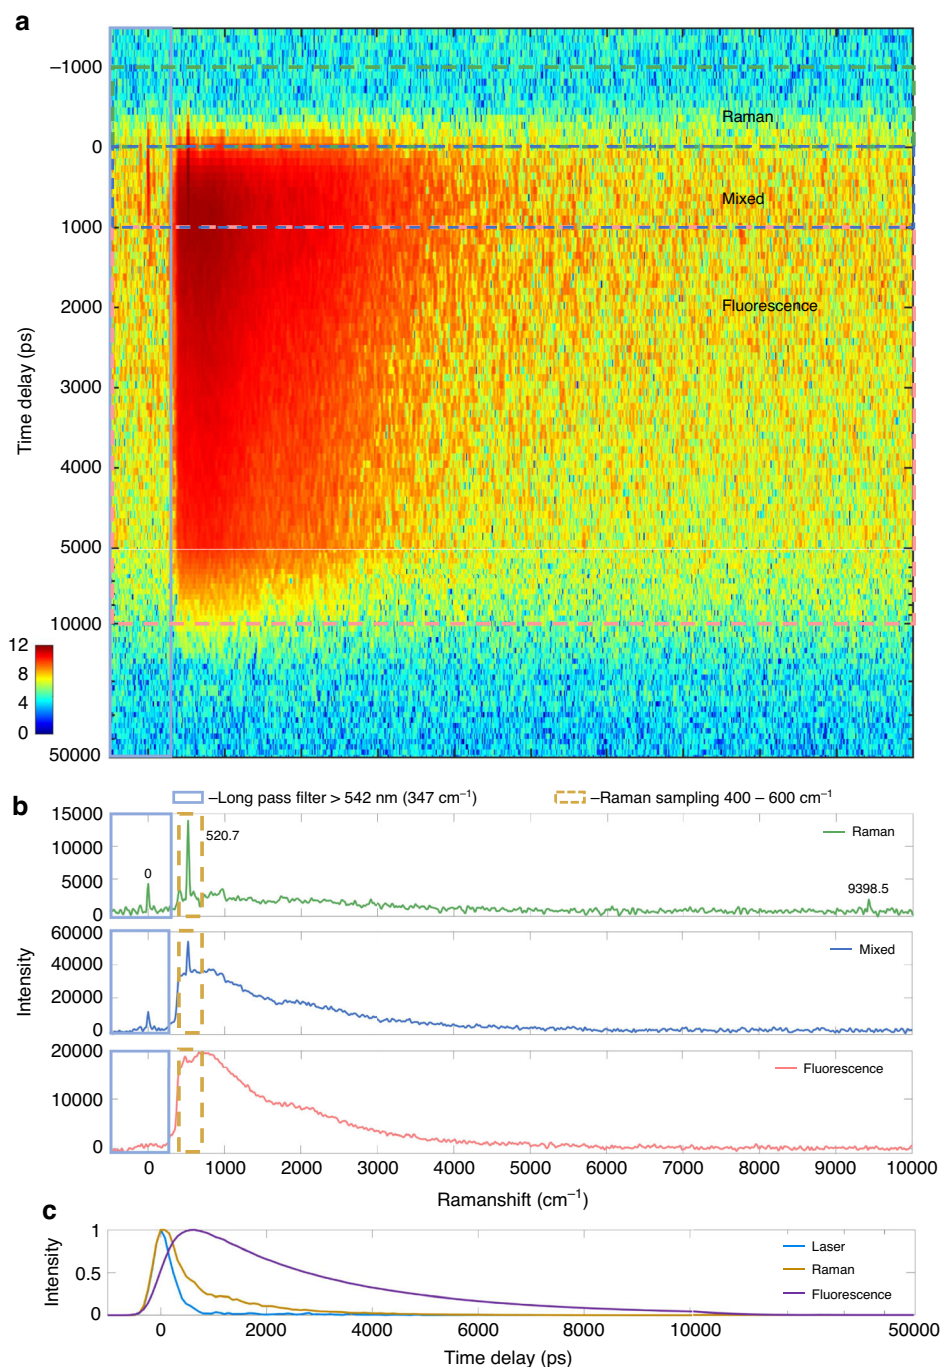 a
−1000
0
1000
2000
3000
4000
5000
10000
50000
Time delay (ps)
Raman
Mixed
Fluorescence
12
8
4
0
b
–Long pass filter > 542 nm (347 cm⁻¹)
–Raman sampling 400 – 600 cm⁻¹
15000
10000
5000
0
0
520.7
9398.5
Raman
60000
40000
20000
0
Mixed
Intensity
20000
10000
0
Fluorescence
0 1000 2000 3000 4000 5000 6000 7000 8000 9000 10000
Ramanshift (cm⁻¹)
c
1
0.5
0
Intensity
Laser
Raman
Fluorescence
0 2000 4000 6000 8000 10000 50000
Time delay (ps)